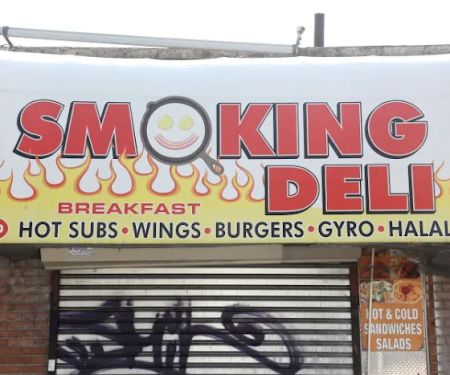 SMOKING
DELI
BREAKFAST
HOT SUBS • WINGS • BURGERS • GYRO • HALAL
HOT & COLD
SANDWICHES
SALADS